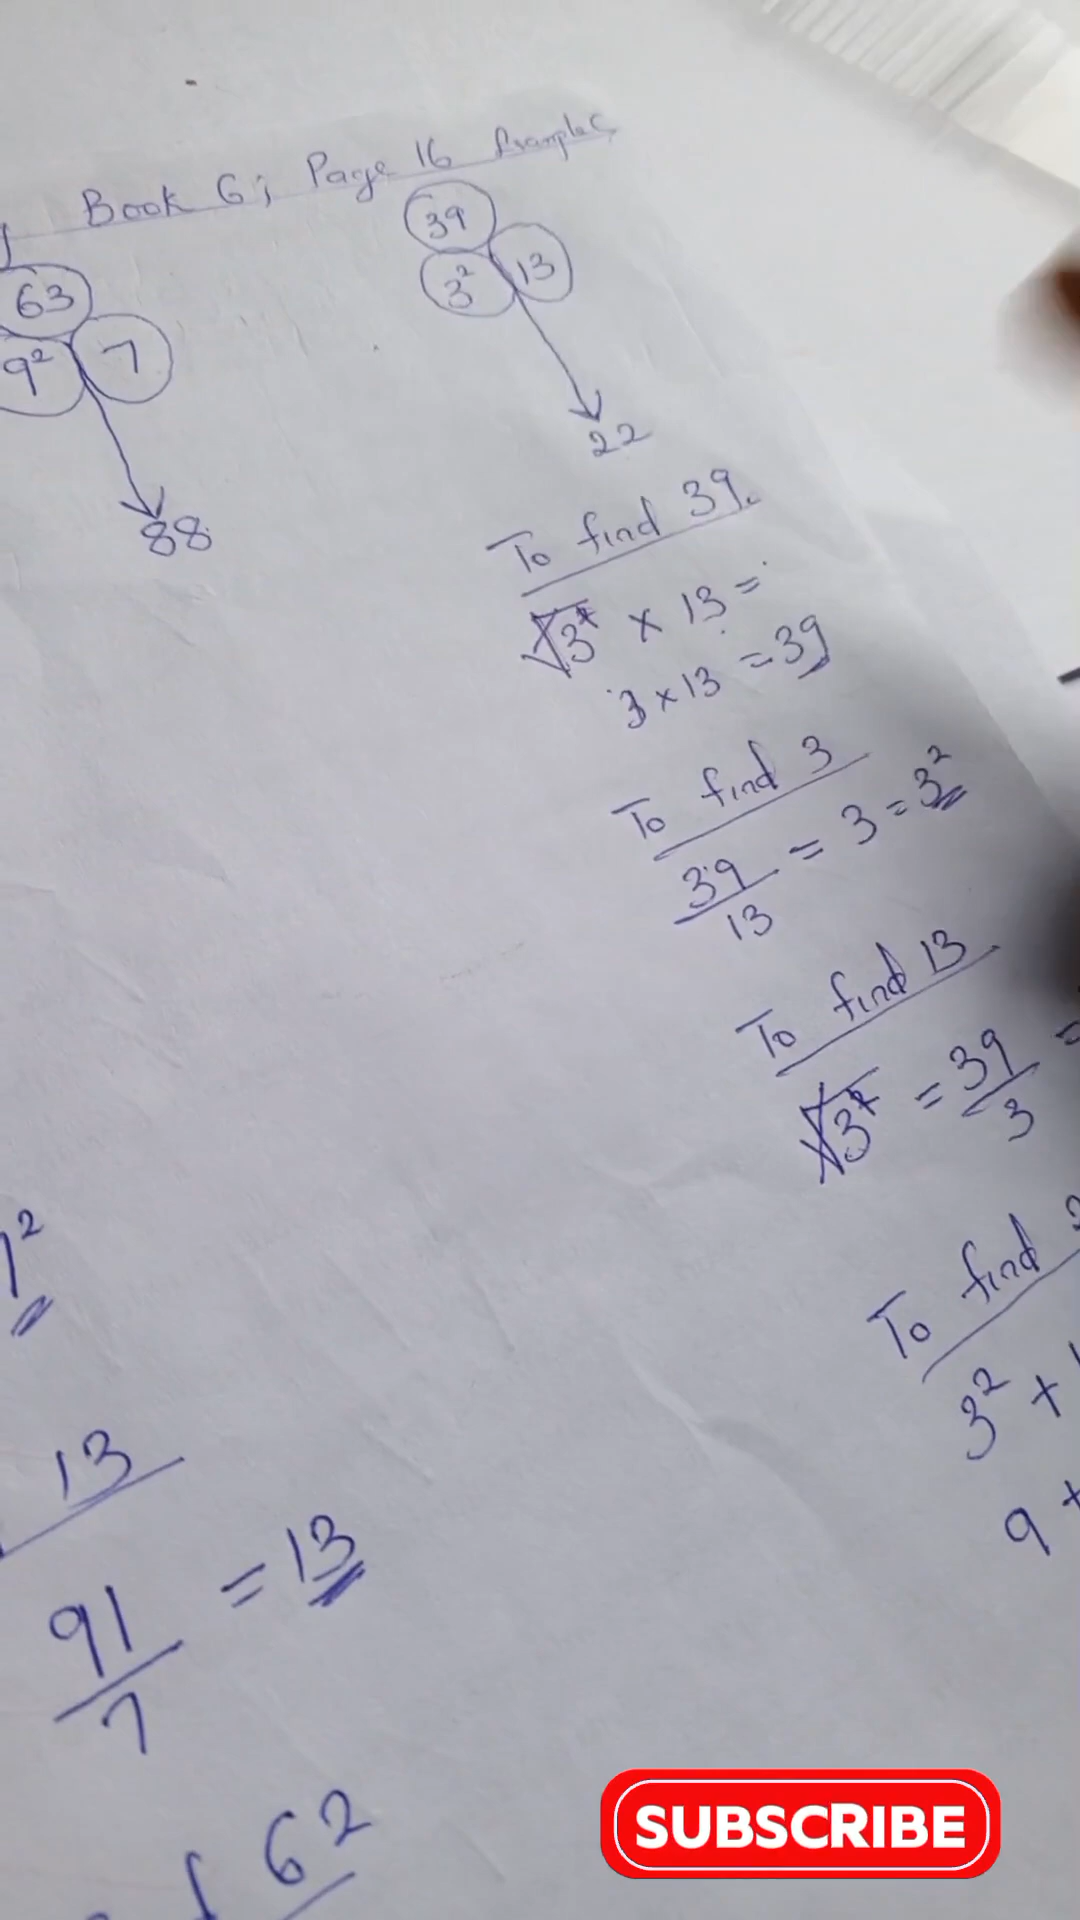 Book 6; Page 16 Examples
39
3² 13
22
63
9² 7
88
To find 39
√3² × 13 =
3 × 13 = 39
To find 3
39/13 = 3 = 3²
To find 13
√3² = 39/3 =
To find
3² +
9 +
7²
13
91/7 = 13
62
SUBSCRIBE